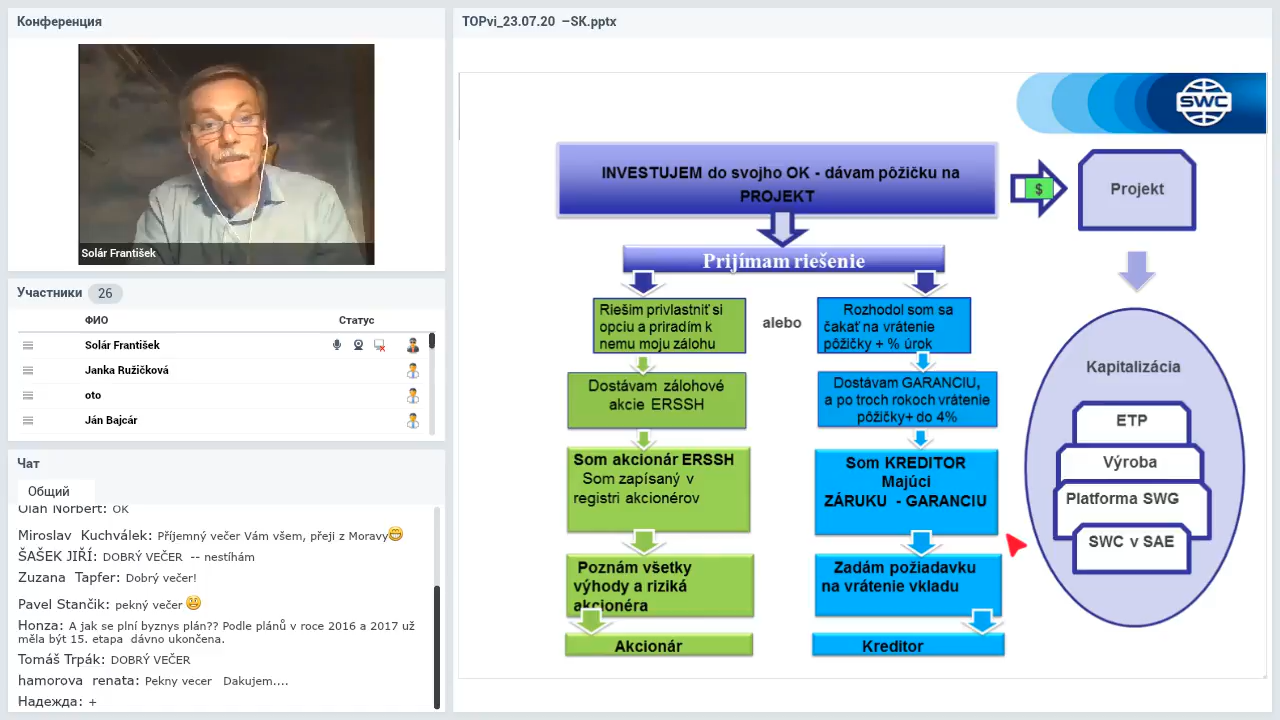 Конференция
Solár František
Участники 26
ФИО Статус
Solár František
Janka Ružičková
oto
Ján Bajcár
Чат
Общий
Olah Norbert: OK
Miroslav Kuchválek: Příjemný večer Vám všem, přeji z Moravy
ŠAŠEK JIŘÍ: DOBRÝ VEČER -- nestíhám
Zuzana Tapfer: Dobrý večer!
Pavel Stančik: pekný večer
Honza: A jak se plní byznys plán?? Podle plánů v roce 2016 a 2017 už
měla být 15. etapa dávno ukončena.
Tomáš Trpák: DOBRÝ VEČER
hamorova renata: Pekny vecer Dakujem....
Надежда: +
TOPvi_23.07.20 –SK.pptx
SWC
INVESTUJEM do svojho OK - dávam pôžičku na
PROJEKT
$
Projekt
Prijímam riešenie
Riešim privlastniť si
opciu a priradím k
nemu moju zálohu
alebo
Rozhodol som sa
čakať na vrátenie
pôžičky + % úrok
Dostávam zálohové
akcie ERSSH
Dostávam GARANCIU,
a po troch rokoch vrátenie
pôžičky+ do 4%
Som akcionár ERSSH
Som zapísaný v
registri akcionérov
Som KREDITOR
Majúci
ZÁRUKU - GARANCIU
Poznám všetky
výhody a riziká
akcionéra
Zadám požiadavku
na vrátenie vkladu
Akcionár
Kreditor
Kapitalizácia
ETP
Výroba
Platforma SWG
SWC v SAE